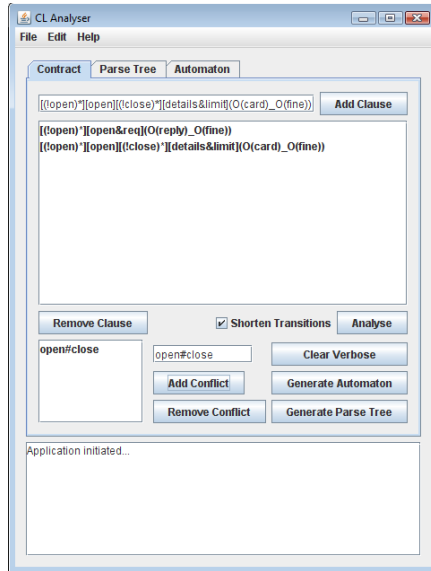 CL Analyser
File Edit Help
Contract Parse Tree Automaton
[(!open)*][open][(!close)*][details&limit](O(card)_O(fine)) Add Clause
[(!open)*][open&req](O(reply)_O(fine))
[(!open)*][open][(!close)*][details&limit](O(card)_O(fine))
Remove Clause Shorten Transitions Analyse
open#close open#close Clear Verbose
Add Conflict Generate Automaton
Remove Conflict Generate Parse Tree
Application initiated...